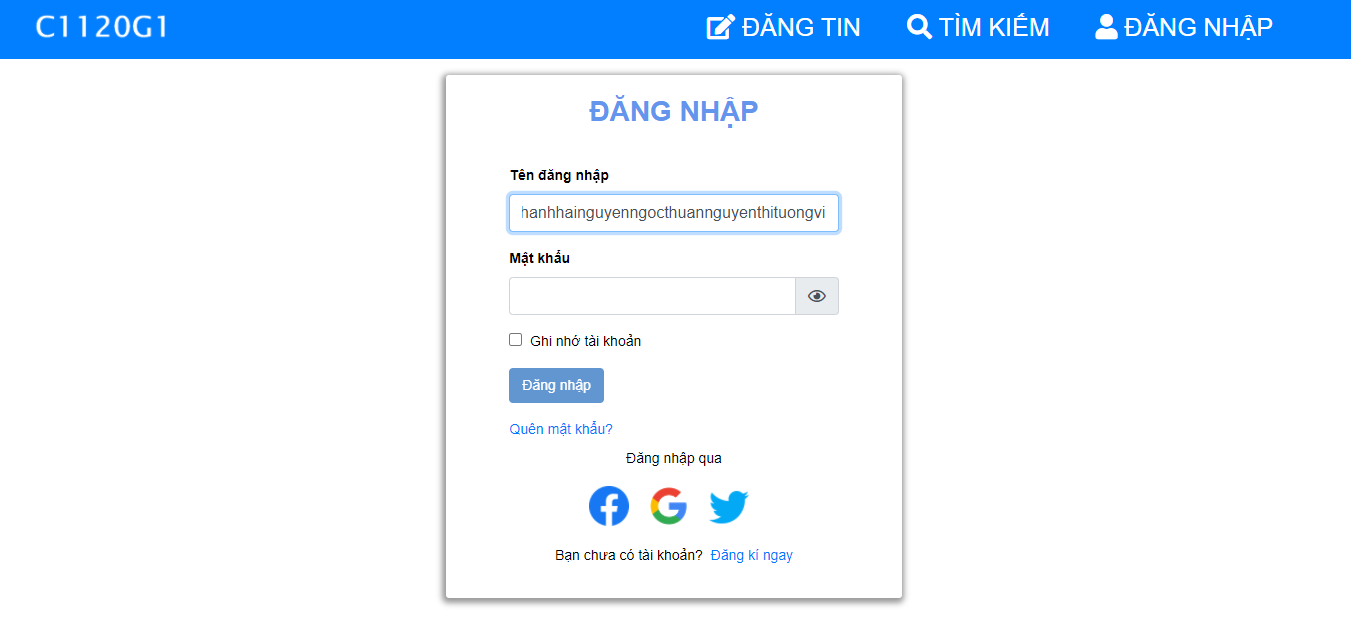 C1120G1 ĐĂNG TIN TÌM KIẾM ĐĂNG NHẬP
ĐĂNG NHẬP
Tên đăng nhập
hanhhainguyenngocthuannguyenthituongvi
Mật khẩu
Ghi nhớ tài khoản
Đăng nhập
Quên mật khẩu?
Đăng nhập qua
Bạn chưa có tài khoản? Đăng kí ngay